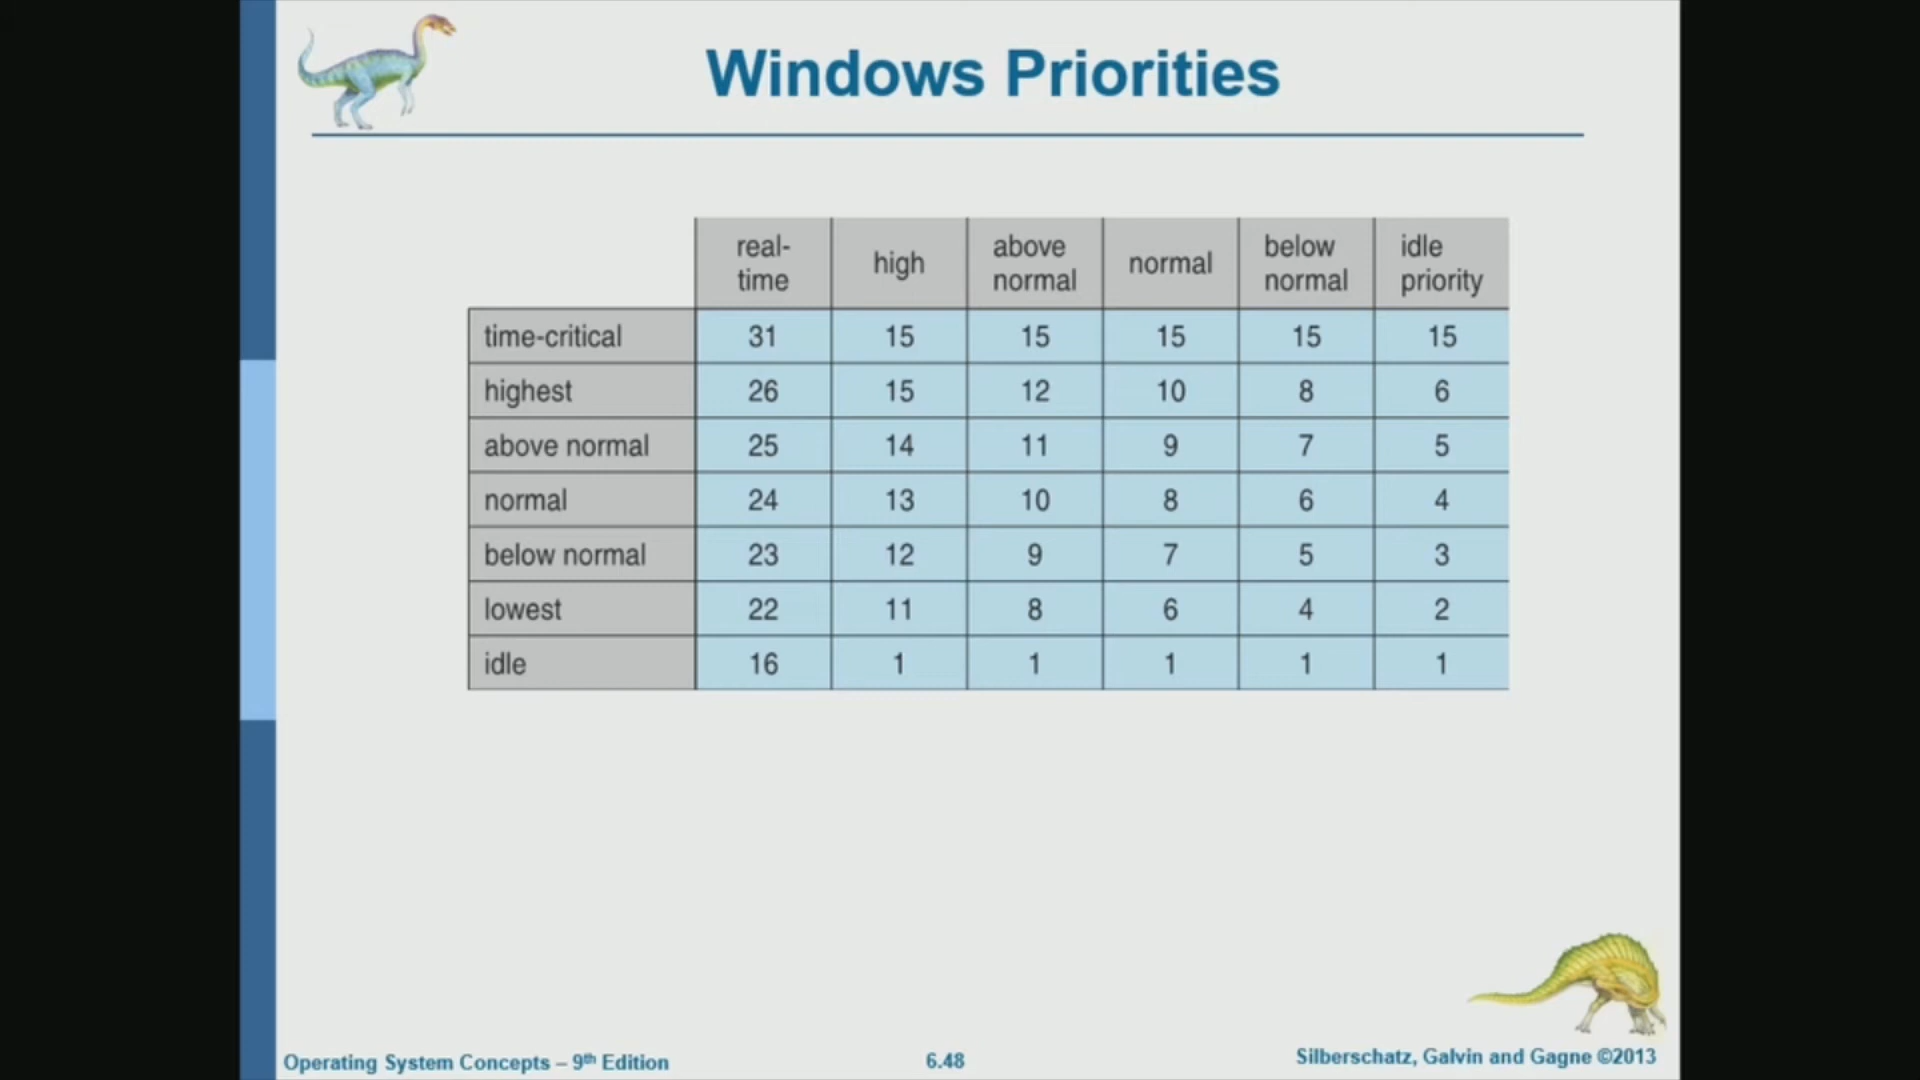 Windows Priorities
real-time high above normal normal below normal idle priority
time-critical 31 15 15 15 15 15
highest 26 15 12 10 8 6
above normal 25 14 11 9 7 5
normal 24 13 10 8 6 4
below normal 23 12 9 7 5 3
lowest 22 11 8 6 4 2
idle 16 1 1 1 1 1
Operating System Concepts – 9th Edition 6.48 Silberschatz, Galvin and Gagne ©2013